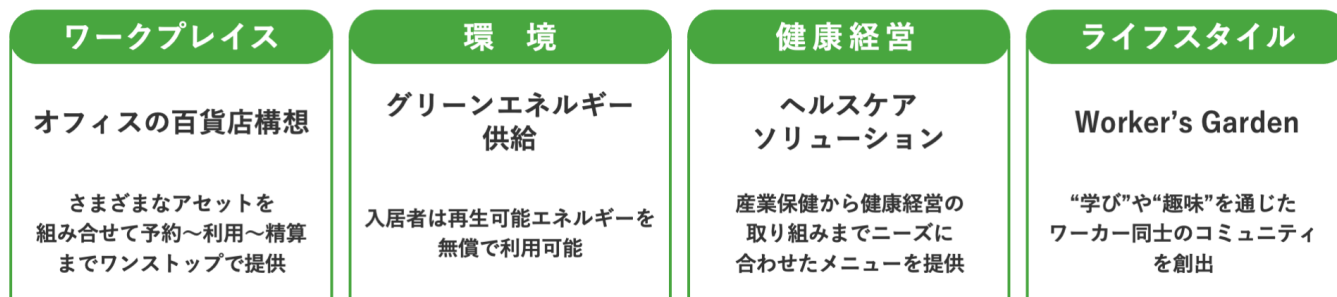 ワークプレイス
オフィスの百貨店構想
さまざまなアセットを
組み合せて予約～利用～精算
までワンストップで提供
環　境
グリーンエネルギー
供給
入居者は再生可能エネルギーを
無償で利用可能
健康経営
ヘルスケア
ソリューション
産業保健から健康経営の
取り組みまでニーズに
合わせたメニューを提供
ライフスタイル
Worker’s Garden
“学び”や“趣味”を通じた
ワーカー同士のコミュニティ
を創出